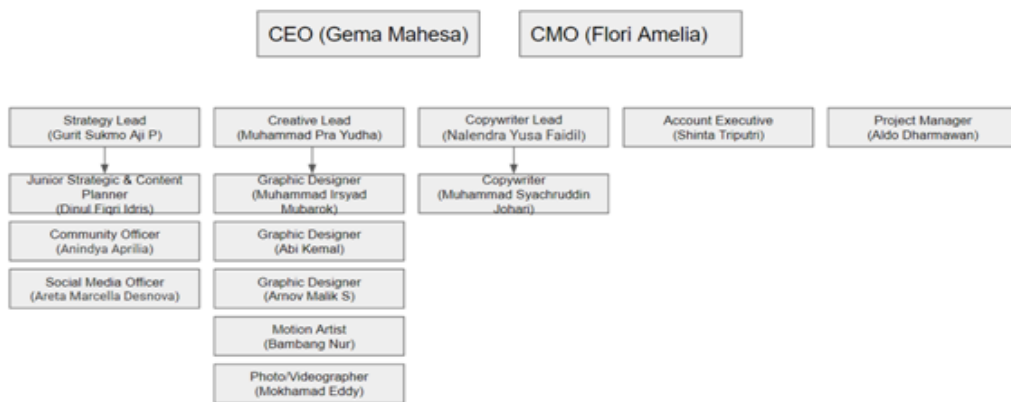 CEO (Gema Mahesa)
CMO (Flori Amelia)
Strategy Lead
(Gurit Sukmo Aji P)
Creative Lead
(Muhammad Pra Yudha)
Copywriter Lead
(Nalendra Yusa Faidil)
Account Executive
(Shinta Triputri)
Project Manager
(Aldo Dharmawan)
Junior Strategic & Content
Planner
(Dinul Fiqri Idris)
Graphic Designer
(Muhammad Irsyad
Mubarok)
Copywriter
(Muhammad Syachruddin
Johari)
Community Officer
(Anindya Aprilia)
Graphic Designer
(Abi Kemal)
Social Media Officer
(Areta Marcella Desnova)
Graphic Designer
(Arnov Malik S)
Motion Artist
(Bambang Nur)
Photo/Videographer
(Mokhamad Eddy)